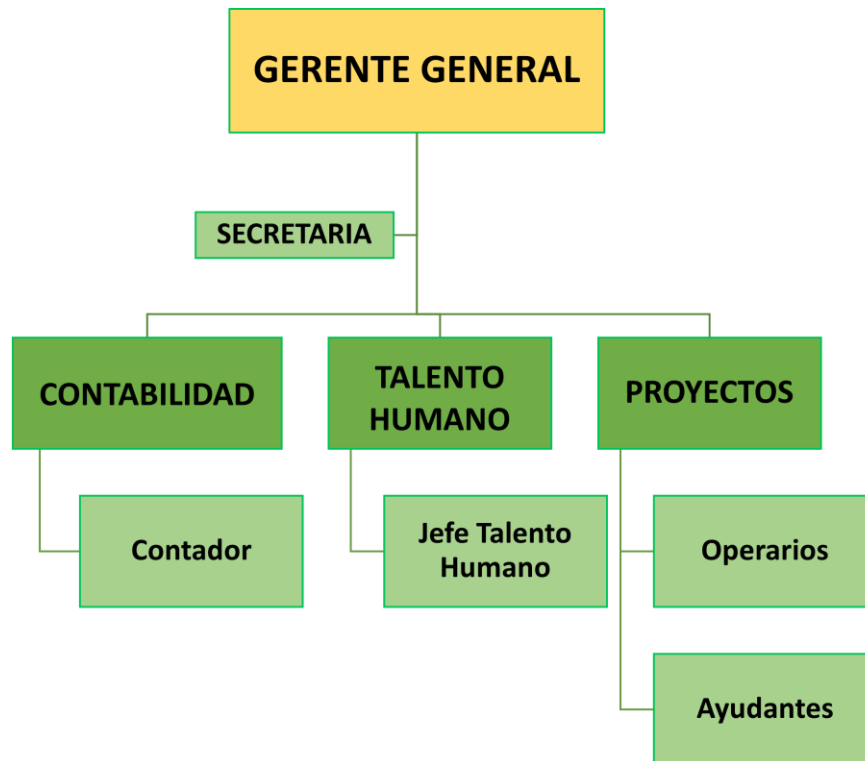 GERENTE GENERAL
SECRETARIA
CONTABILIDAD
TALENTO
HUMANO
PROYECTOS
Contador
Jefe Talento
Humano
Operarios
Ayudantes